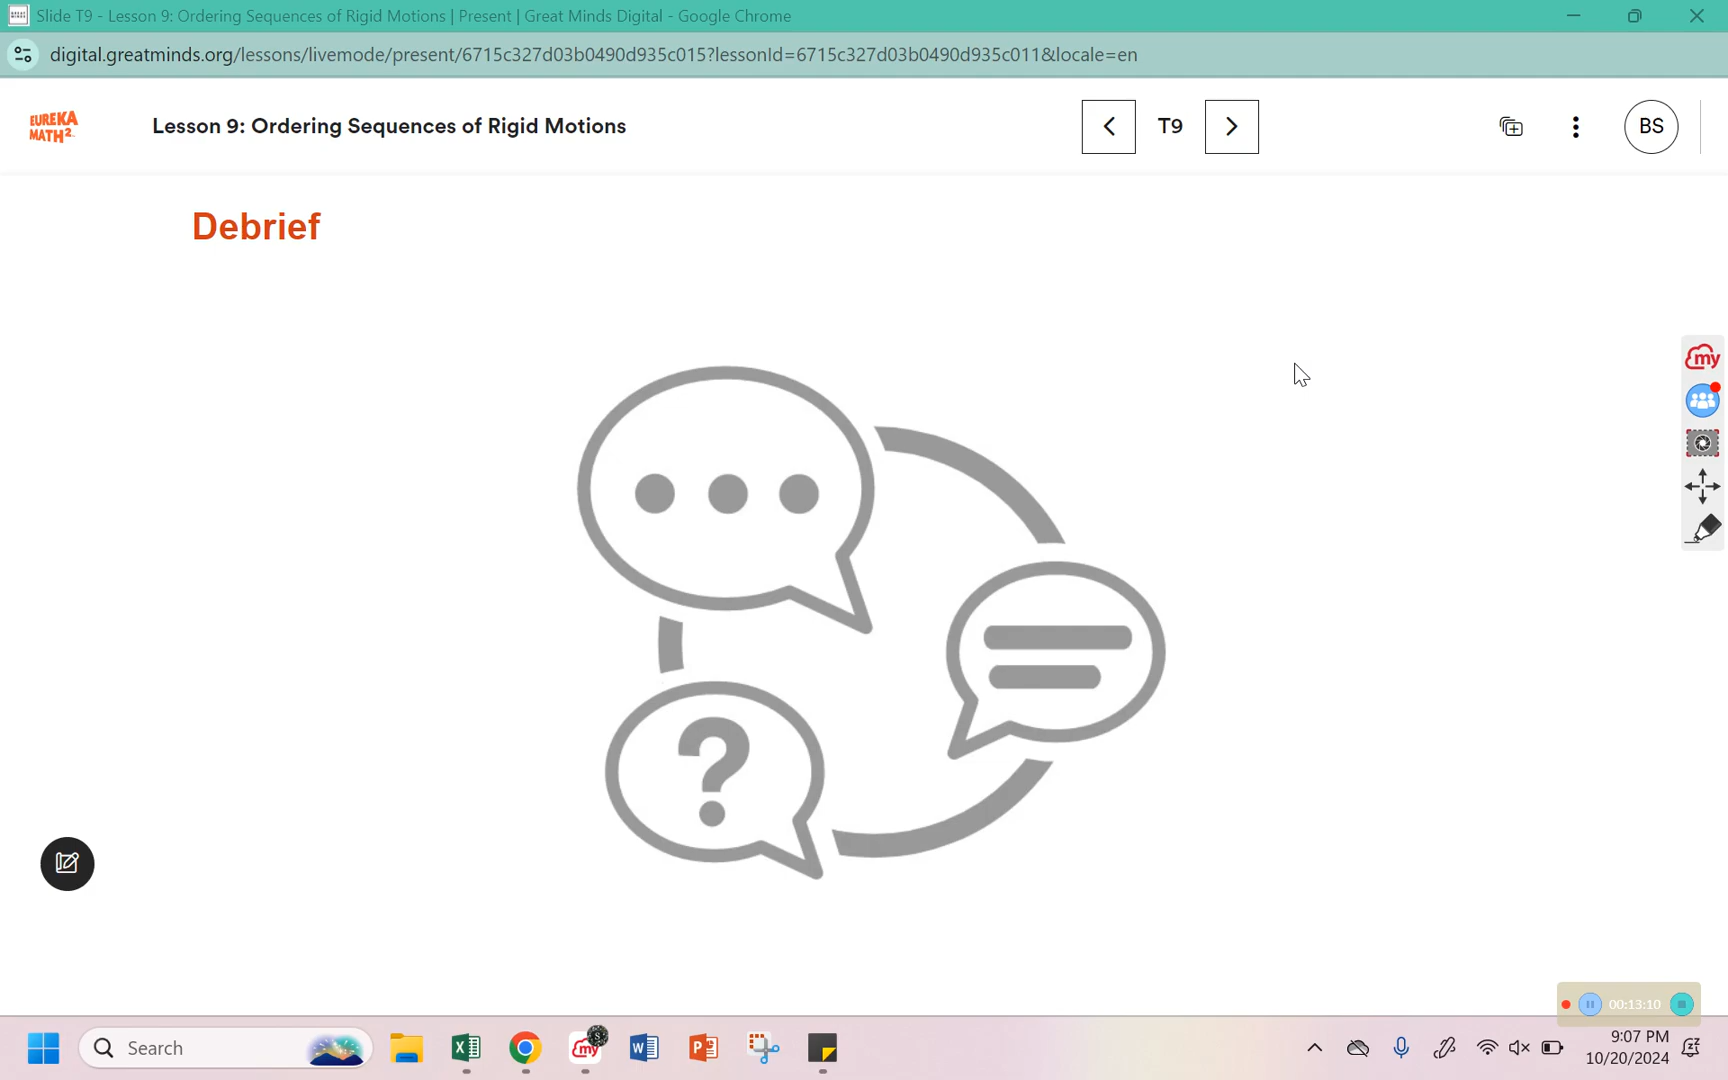 Slide T9 - Lesson 9: Ordering Sequences of Rigid Motions | Present | Great Minds Digital - Google Chrome
digital.greatminds.org/lessons/livemode/present/6715c327d03b0490d935c015?lessonId=6715c327d03b0490d935c011&locale=en
EUREKA
MATH²
Lesson 9: Ordering Sequences of Rigid Motions
T9
BS
Debrief
my
?
00:13:10
Search
my
S
9:07 PM
10/20/2024